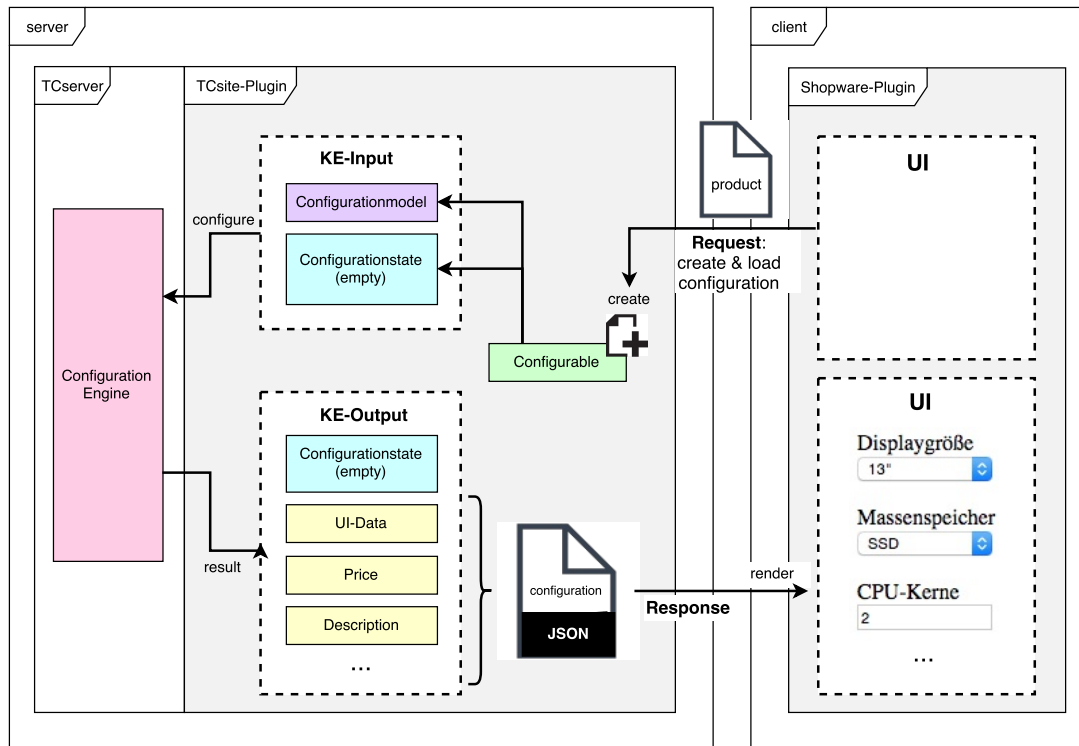 server
client
TCserver
TCsite-Plugin
Shopware-Plugin
KE-Input
Configurationmodel
Configurationstate
(empty)
configure
Configuration
Engine
product
Request:
create & load
configuration
create
Configurable
UI
KE-Output
Configurationstate
(empty)
UI-Data
Price
Description
...
result
configuration
JSON
Response
render
UI
Displaygröße
13"
Massenspeicher
SSD
CPU-Kerne
2
...